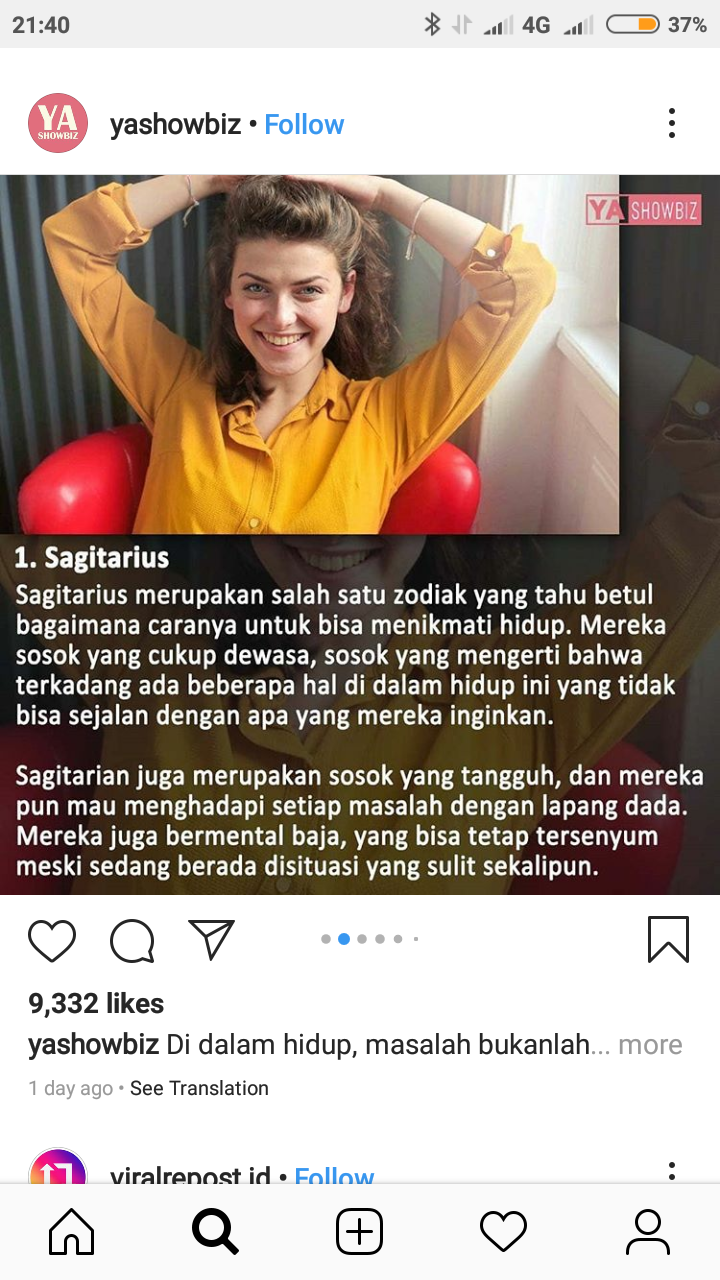 21:40 4G 37%
YA
SHOWBIZ
yashowbiz • Follow
YA SHOWBIZ
1. Sagitarius
Sagitarius merupakan salah satu zodiak yang tahu betul
bagaimana caranya untuk bisa menikmati hidup. Mereka
sosok yang cukup dewasa, sosok yang mengerti bahwa
terkadang ada beberapa hal di dalam hidup ini yang tidak
bisa sejalan dengan apa yang mereka inginkan.
Sagitarian juga merupakan sosok yang tangguh, dan mereka
pun mau menghadapi setiap masalah dengan lapang dada.
Mereka juga bermental baja, yang bisa tetap tersenyum
meski sedang berada disituasi yang sulit sekalipun.
9,332 likes
yashowbiz Di dalam hidup, masalah bukanlah... more
1 day ago • See Translation
viralrepost id • Follow